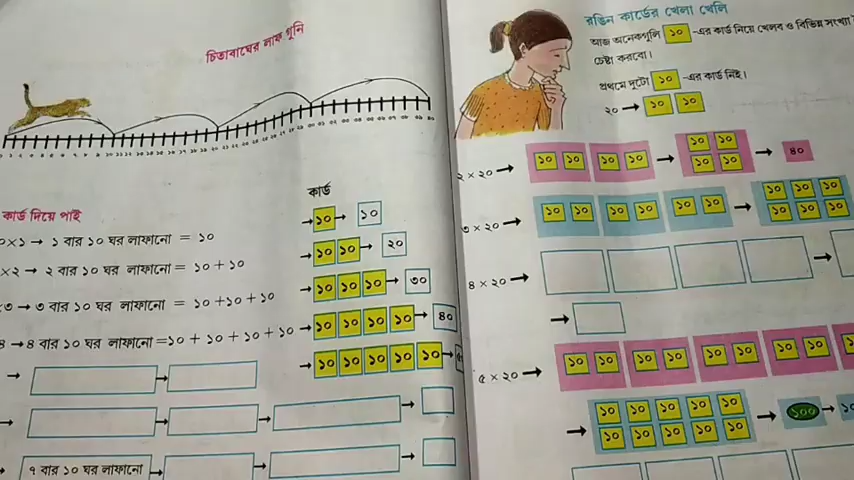 চিতাবাঘের লাফ গুনি
কার্ড দিয়ে পাই
কার্ড
×১ → ১ বার ১০ ঘর লাফানো = ১০
→ ১০ → ১০
×২ → ২ বার ১০ ঘর লাফানো = ১০ + ১০
→ ১০ ১০ → ২০
×৩ → ৩ বার ১০ ঘর লাফানো = ১০ + ১০ + ১০
→ ১০ ১০ ১০ → ৩০
৪ → ৪ বার ১০ ঘর লাফানো = ১০ + ১০ + ১০ + ১০
→ ১০ ১০ ১০ ১০ → ৪০
→ ১০ ১০ ১০ ১০ ১০ →
৭ বার ১০ ঘর লাফানো →
রঙিন কার্ডের খেলা খেলি
আজ অনেকগুলি ১০ -এর কার্ড নিয়ে খেলব ও বিভিন্ন সংখ্যা
চেষ্টা করবো।
প্রথমে দুটো ১০ -এর কার্ড নিই।
২০ → ১০ ১০
২ × ২০ → ১০ ১০ ১০ ১০ → ১০ ১০ ১০ ১০ → ৪০
৩ × ২০ → ১০ ১০ ১০ ১০ ১০ ১০ → ১০ ১০ ১০ ১০ ১০ ১০
৪ × ২০ →
৫ × ২০ → ১০ ১০ ১০ ১০ ১০ ১০ ১০ ১০
→ ১০ ১০ ১০ ১০ ১০ ১০ ১০ ১০ ১০ ১০ → ১০০ →